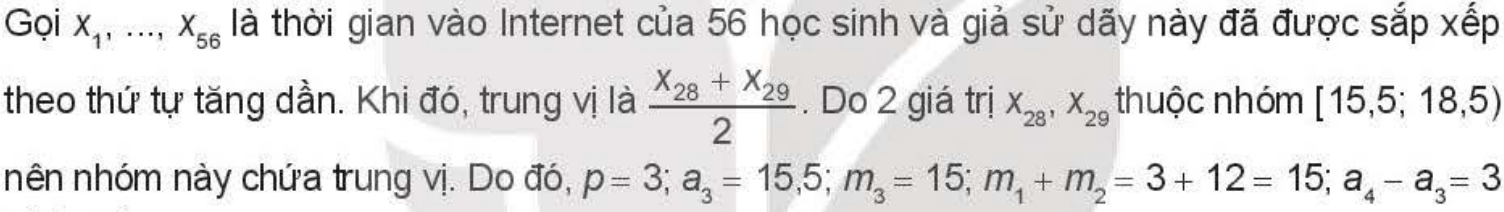 Gọi x₁, ..., x₅₆ là thời gian vào Internet của 56 học sinh và giả sử dãy này đã được sắp xếp
theo thứ tự tăng dần. Khi đó, trung vị là (x₂₈ + x₂₉)/2. Do 2 giá trị x₂₈, x₂₉ thuộc nhóm [15,5; 18,5)
nên nhóm này chứa trung vị. Do đó, p = 3; a₃ = 15,5; m₃ = 15; m₁ + m₂ = 3 + 12 = 15; a₄ − a₃ = 3